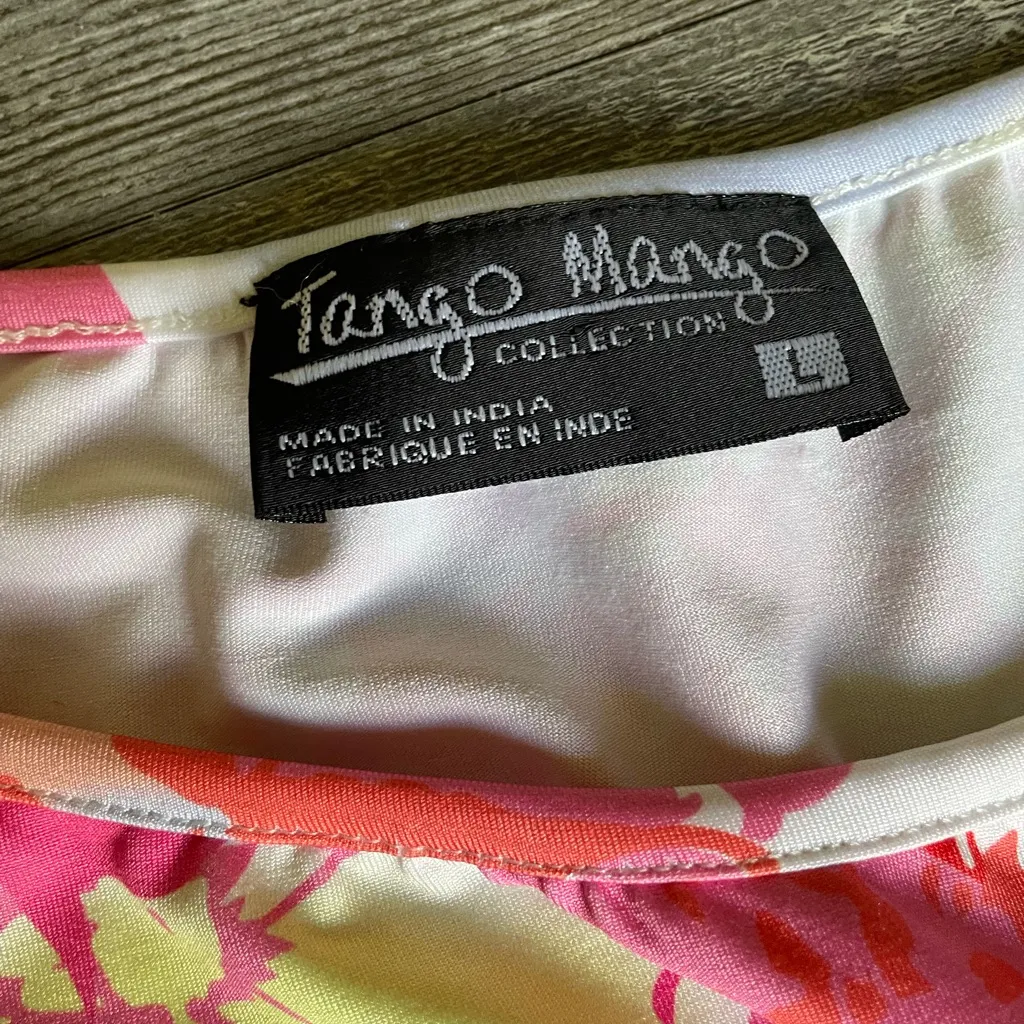 Tango Mango
COLLECTION
L
MADE IN INDIA
FABRIQUE EN INDE